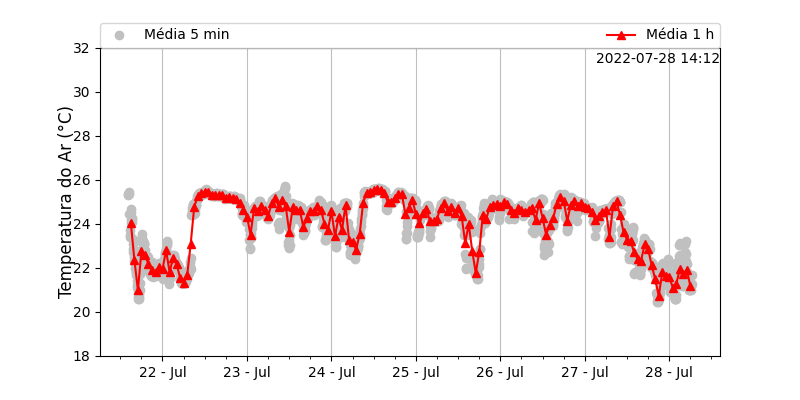 Média 5 min
Média 1 h
2022-07-28 14:12
Temperatura do Ar (°C)
32
30
28
26
24
22
20
18
22 - Jul
23 - Jul
24 - Jul
25 - Jul
26 - Jul
27 - Jul
28 - Jul